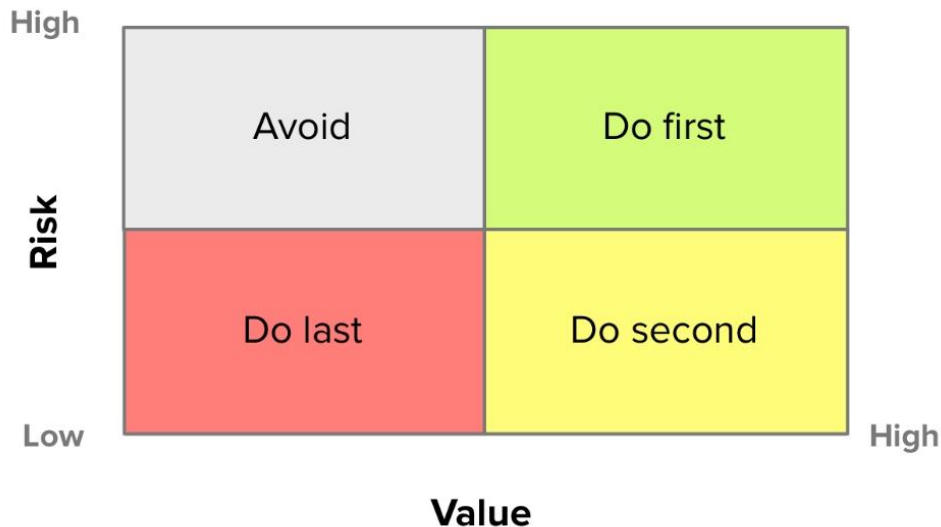 High
Avoid
Do first
Risk
Do last
Do second
Low
High
Value